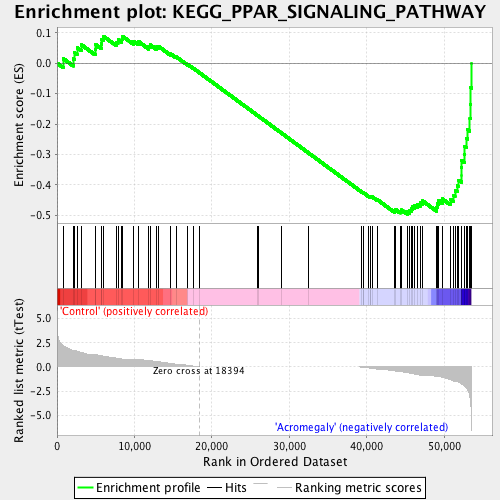 Enrichment plot: KEGG_PPAR_SIGNALING_PATHWAY
Enrichment score (ES)
0.1
0.0
-0.1
-0.2
-0.3
-0.4
-0.5
'Control' (positively correlated)
Ranked list metric (tTest)
5.0
2.5
0.0
-2.5
-5.0
Zero cross at 18394
'Acromegaly' (negatively correlated)
0
10,000
20,000
30,000
40,000
50,000
Rank in Ordered Dataset
Enrichment profile
Hits
Ranking metric scores